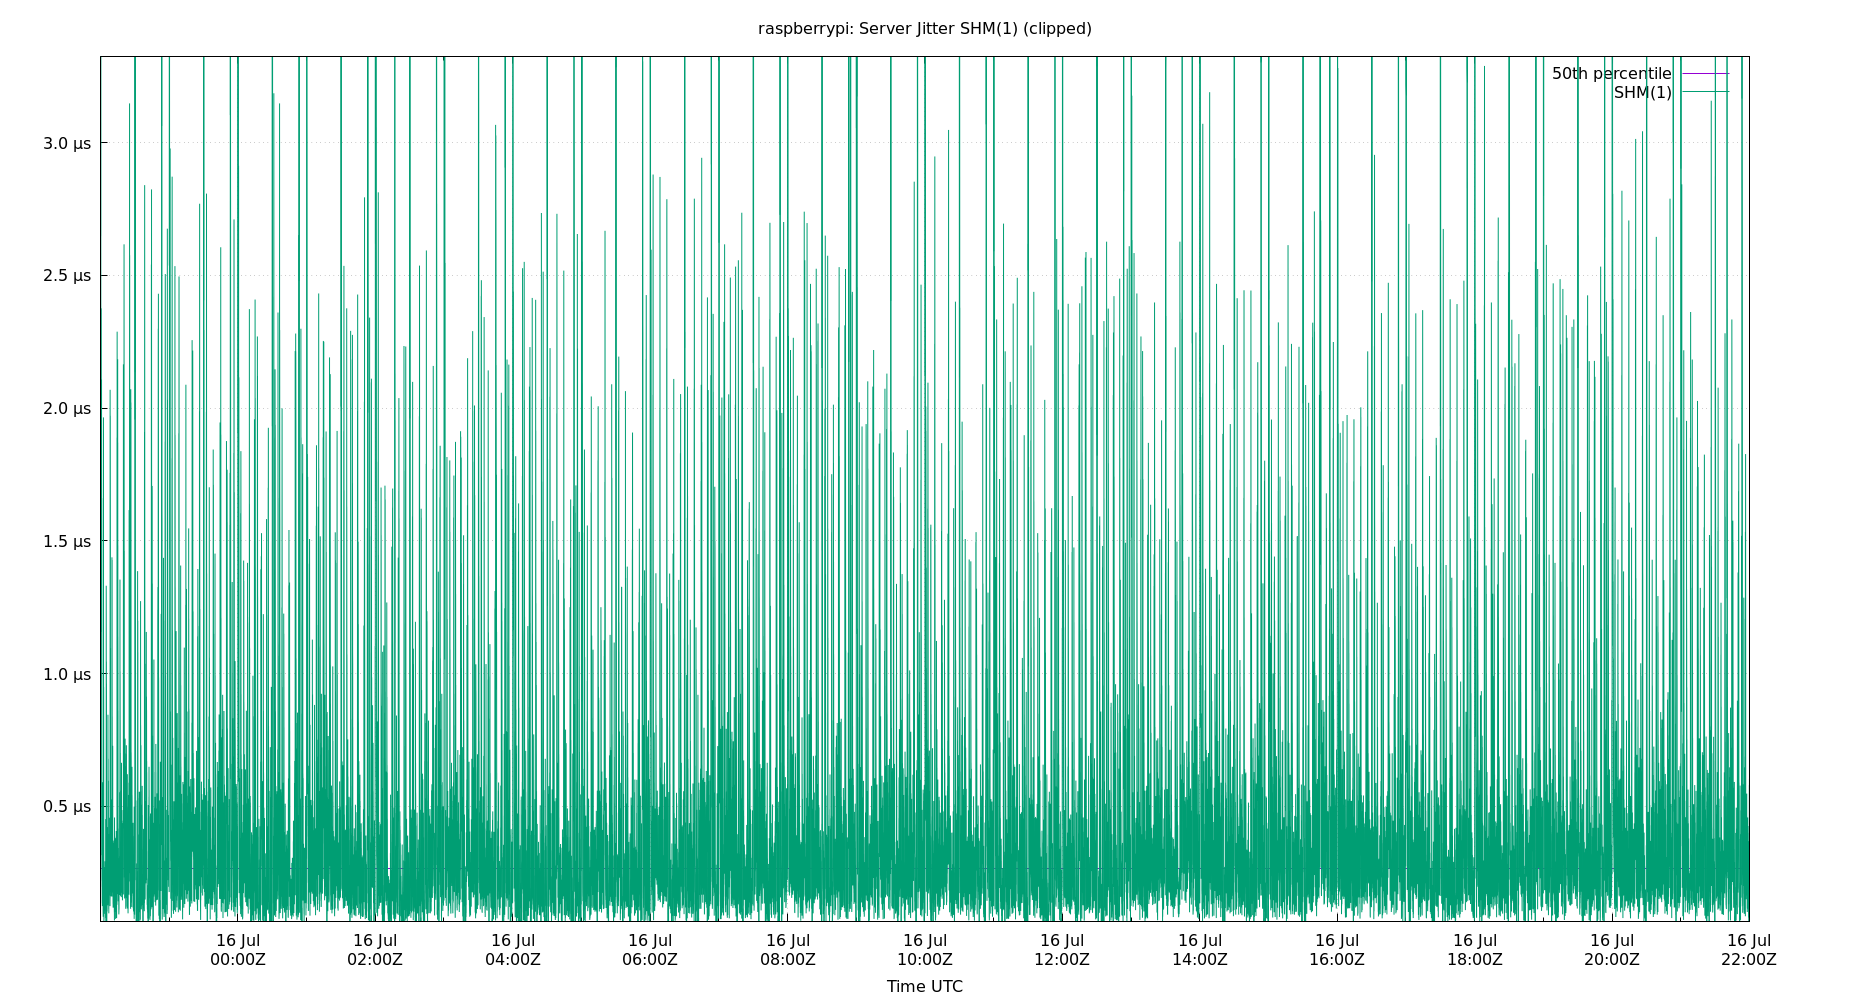 raspberrypi: Server Jitter SHM(1) (clipped)
50th percentile
SHM(1)
3.0 µs
2.5 µs
2.0 µs
1.5 µs
1.0 µs
0.5 µs
16 Jul 16 Jul 16 Jul 16 Jul 16 Jul 16 Jul 16 Jul 16 Jul 16 Jul 16 Jul 16 Jul 16 Jul
00:00Z 02:00Z 04:00Z 06:00Z 08:00Z 10:00Z 12:00Z 14:00Z 16:00Z 18:00Z 20:00Z 22:00Z
Time UTC